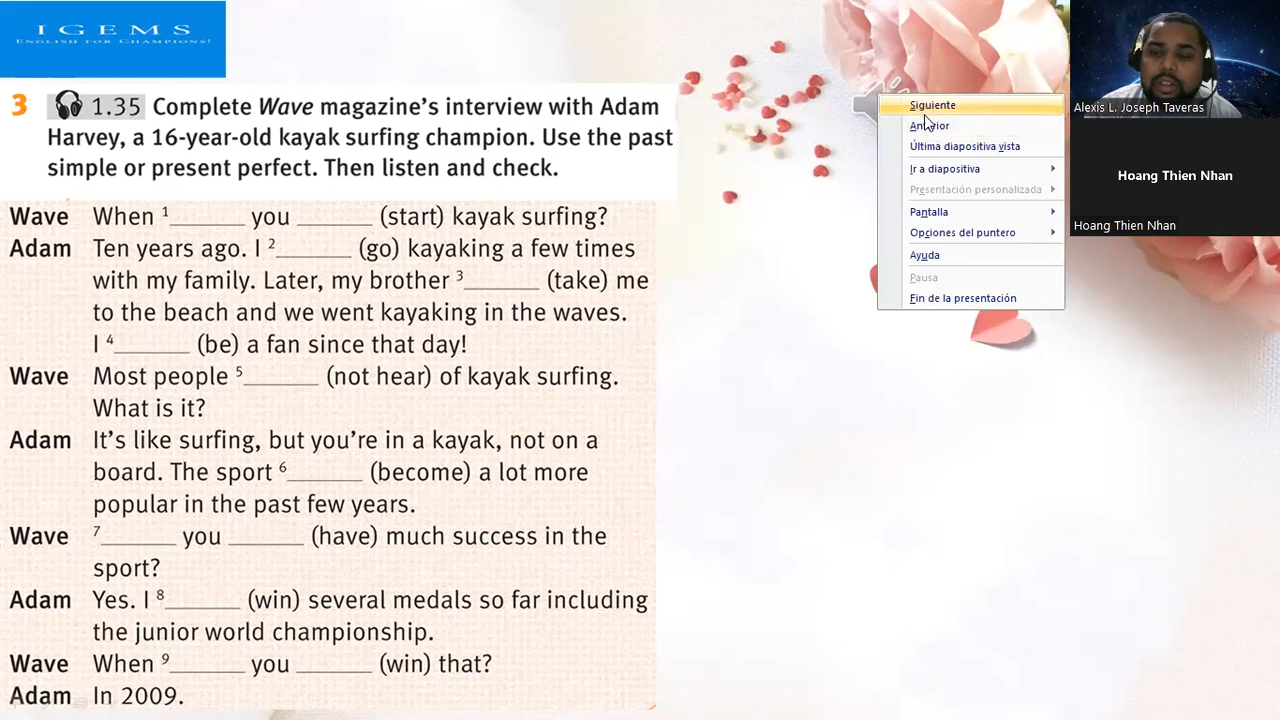 IGEMS
ENGLISH FOR CHAMPIONS!
3 1.35 Complete Wave magazine's interview with Adam
Harvey, a 16-year-old kayak surfing champion. Use the past
simple or present perfect. Then listen and check.
Wave When 1_______ you _______ (start) kayak surfing?
Adam Ten years ago. I 2_______ (go) kayaking a few times
with my family. Later, my brother 3_______ (take) me
to the beach and we went kayaking in the waves.
I 4_______ (be) a fan since that day!
Wave Most people 5_______ (not hear) of kayak surfing.
What is it?
Adam It's like surfing, but you're in a kayak, not on a
board. The sport 6_______ (become) a lot more
popular in the past few years.
Wave 7_______ you _______ (have) much success in the
sport?
Adam Yes. I 8_______ (win) several medals so far including
the junior world championship.
Wave When 9_______ you _______ (win) that?
Adam In 2009.
Siguiente
Anterior
Última diapositiva vista
Ir a diapositiva
Presentación personalizada
Pantalla
Opciones del puntero
Ayuda
Pausa
Fin de la presentación
Alexis L. Joseph Taveras
Hoang Thien Nhan
Hoang Thien Nhan